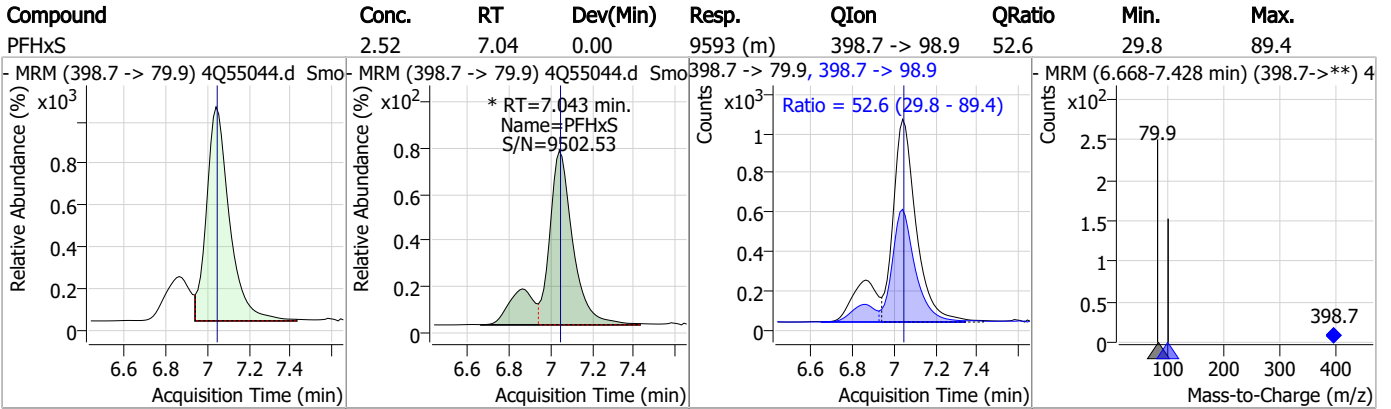 Compound Conc. RT Dev(Min) Resp. QIon QRatio Min. Max.
PFHxS 2.52 7.04 0.00 9593 (m) 398.7 -> 98.9 52.6 29.8 89.4
- MRM (398.7 -> 79.9) 4Q55044.d Smo
x10³
Relative Abundance (%)
0.8
0.6
0.4
0.2
0
6.6 6.8 7 7.2 7.4
Acquisition Time (min)
- MRM (398.7 -> 79.9) 4Q55044.d Smo
x10²
* RT=7.043 min.
Name=PFHxS
S/N=9502.53
Relative Abundance (%)
0.8
0.6
0.4
0.2
0
6.6 6.8 7 7.2 7.4
Acquisition Time (min)
398.7 -> 79.9, 398.7 -> 98.9
x10³
Ratio = 52.6 (29.8 - 89.4)
Counts
1
0.8
0.6
0.4
0.2
0
6.6 6.8 7 7.2 7.4
Acquisition Time (min)
- MRM (6.668-7.428 min) (398.7->**) 4
x10²
Counts
79.9
2.5
2
1.5
1
0.5
0
398.7
100 200 300 400
Mass-to-Charge (m/z)